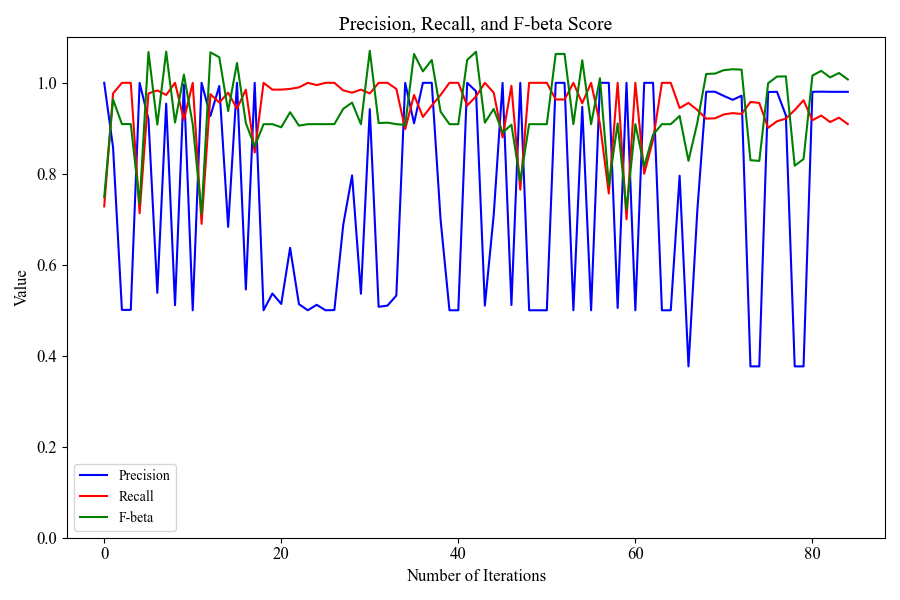 Precision, Recall, and F-beta Score
1.0
0.8
0.6
0.4
0.2
0.0
Value
Precision
Recall
F-beta
0 20 40 60 80
Number of Iterations